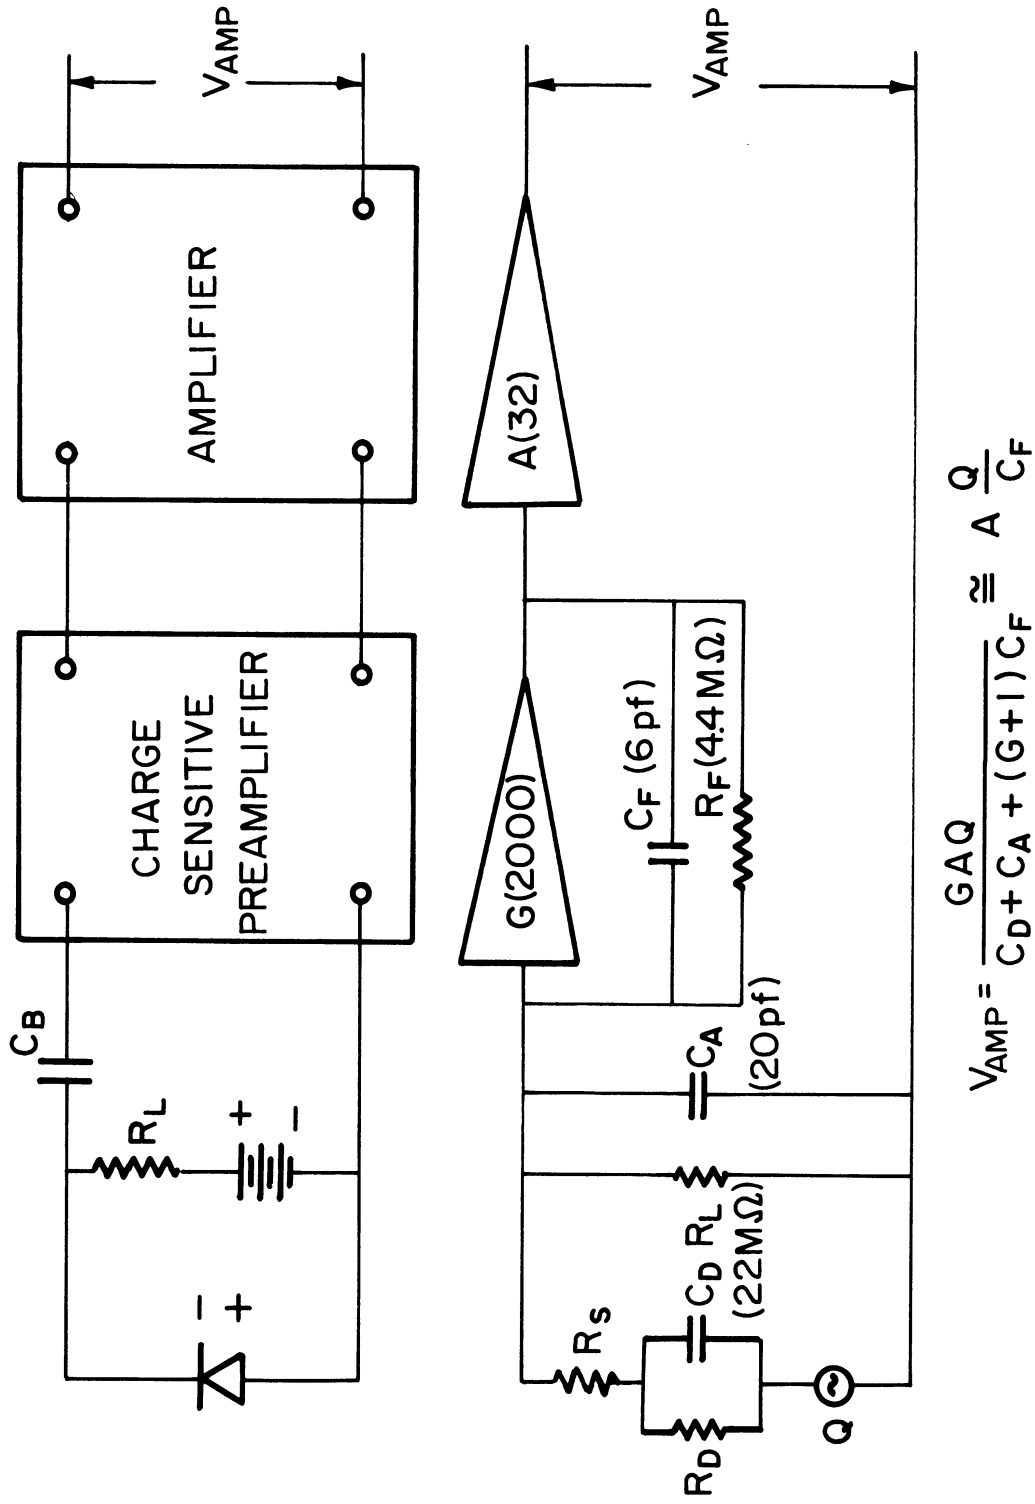 CB
RL
+
-
-
+
CHARGE
SENSITIVE
PREAMPLIFIER
AMPLIFIER
VAMP
RS
RD
CD
Q
RL
(22MΩ)
CA
(20pf)
G(2000)
CF (6pf)
RF(4.4MΩ)
A(32)
VAMP
VAMP = GAQ / CD + CA + (G+1) CF ≅ A Q / CF